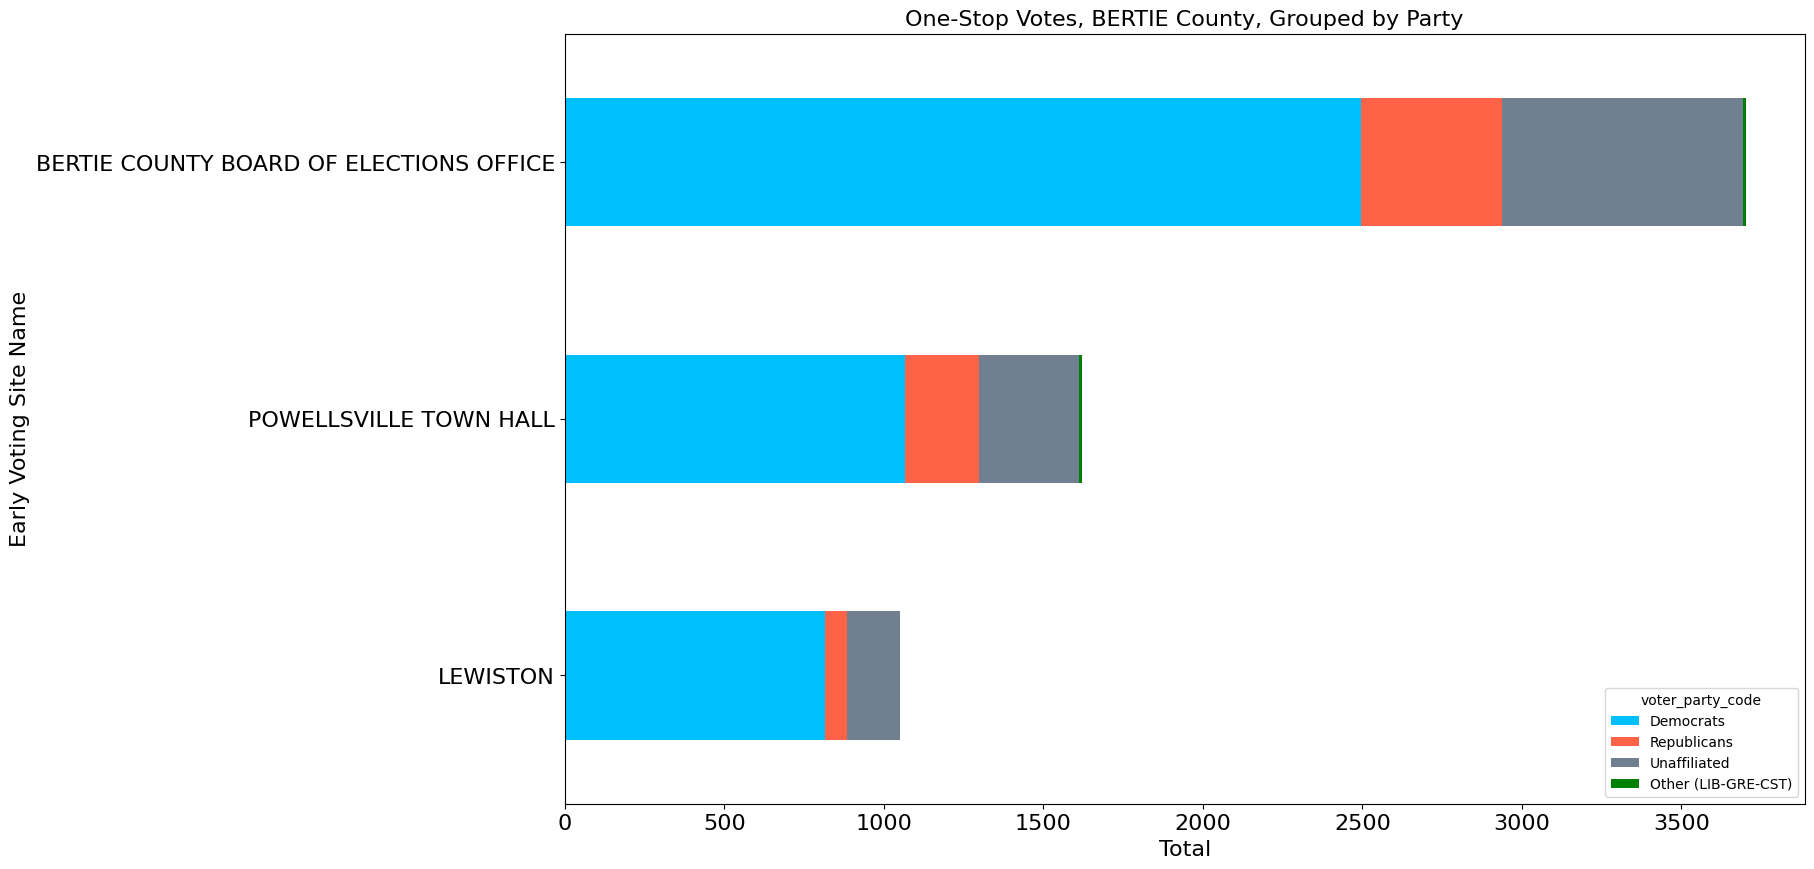 One-Stop Votes, BERTIE County, Grouped by Party
Early Voting Site Name
BERTIE COUNTY BOARD OF ELECTIONS OFFICE
POWELLSVILLE TOWN HALL
LEWISTON
voter_party_code
Democrats
Republicans
Unaffiliated
Other (LIB-GRE-CST)
0 500 1000 1500 2000 2500 3000 3500
Total